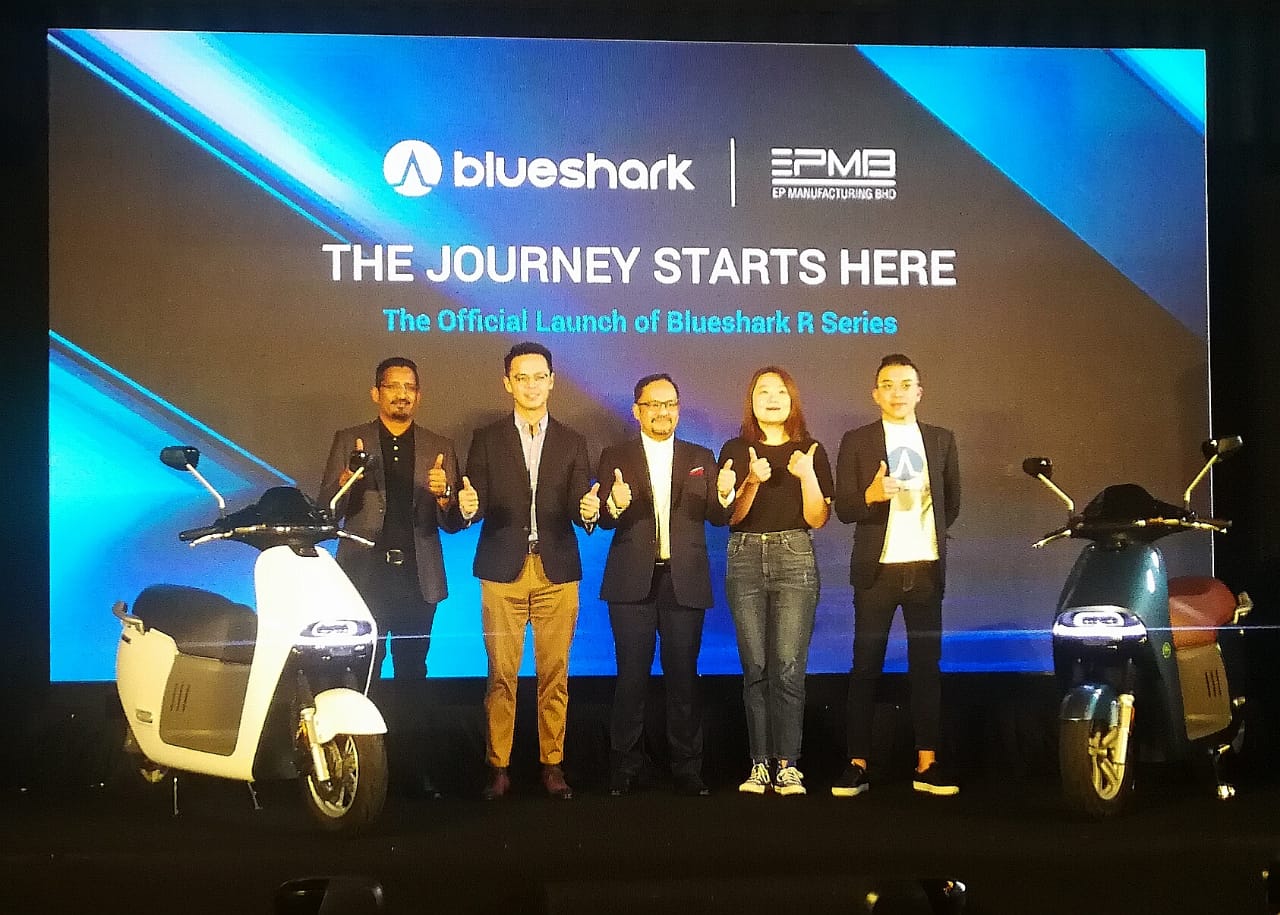 blueshark
EPMB
EP MANUFACTURING BHD
THE JOURNEY STARTS HERE
The Official Launch of Blueshark R Series